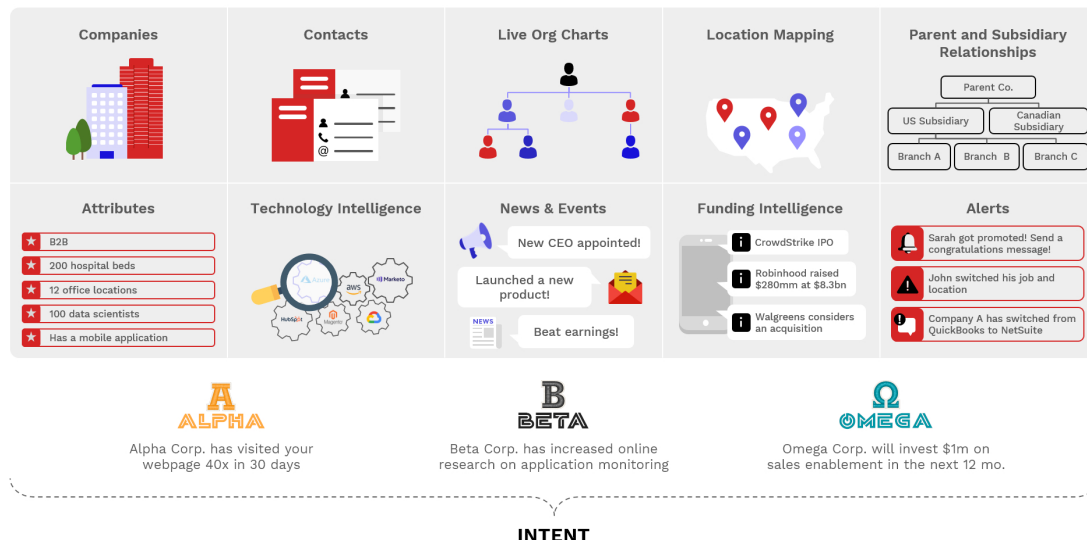 Companies
Contacts
Live Org Charts
Location Mapping
Parent and Subsidiary
Relationships
@
Parent Co.
US Subsidiary
Canadian
Subsidiary
Branch A
Branch B
Branch C
Attributes
B2B
200 hospital beds
12 office locations
100 data scientists
Has a mobile application
Technology Intelligence
Azure
aws
Marketo
HubSpot
Magento
News & Events
New CEO appointed!
Launched a new
product!
NEWS
Beat earnings!
Funding Intelligence
i CrowdStrike IPO
i Robinhood raised
$280mm at $8.3bn
i Walgreens considers
an acquisition
Alerts
Sarah got promoted! Send a
congratulations message!
John switched his job and
location
Company A has switched from
QuickBooks to NetSuite
A
ALPHA
Alpha Corp. has visited your
webpage 40x in 30 days
B
BETA
Beta Corp. has increased online
research on application monitoring
Ω
OMEGA
Omega Corp. will invest $1m on
sales enablement in the next 12 mo.
INTENT